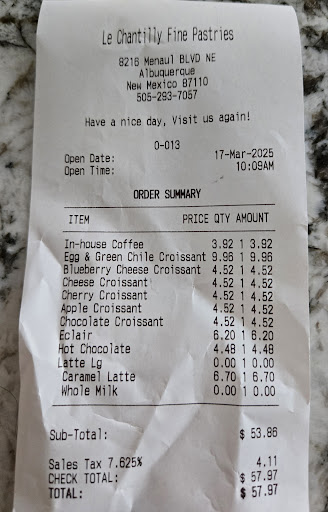 Le Chantilly Fine Pastries
8216 Menaul BLVD NE
Albuquerque
New Mexico 87110
505-293-7057
Have a nice day, Visit us again!
0-013
Open Date: 17-Mar-2025
Open Time: 10:09AM
ORDER SUMMARY
ITEM PRICE QTY AMOUNT
In-house Coffee 3.92 1 3.92
Egg & Green Chile Croissant 9.96 1 9.96
Blueberry Cheese Croissant 4.52 1 4.52
Cheese Croissant 4.52 1 4.52
Cherry Croissant 4.52 1 4.52
Apple Croissant 4.52 1 4.52
Chocolate Croissant 4.52 1 4.52
Eclair 6.20 1 6.20
Hot Chocolate 4.48 1 4.48
Latte Lg 0.00 1 0.00
Caramel Latte 6.70 1 6.70
Whole Milk 0.00 1 0.00
Sub-Total: $ 53.86
Sales Tax 7.625% 4.11
CHECK TOTAL: $ 57.97
TOTAL: $ 57.97